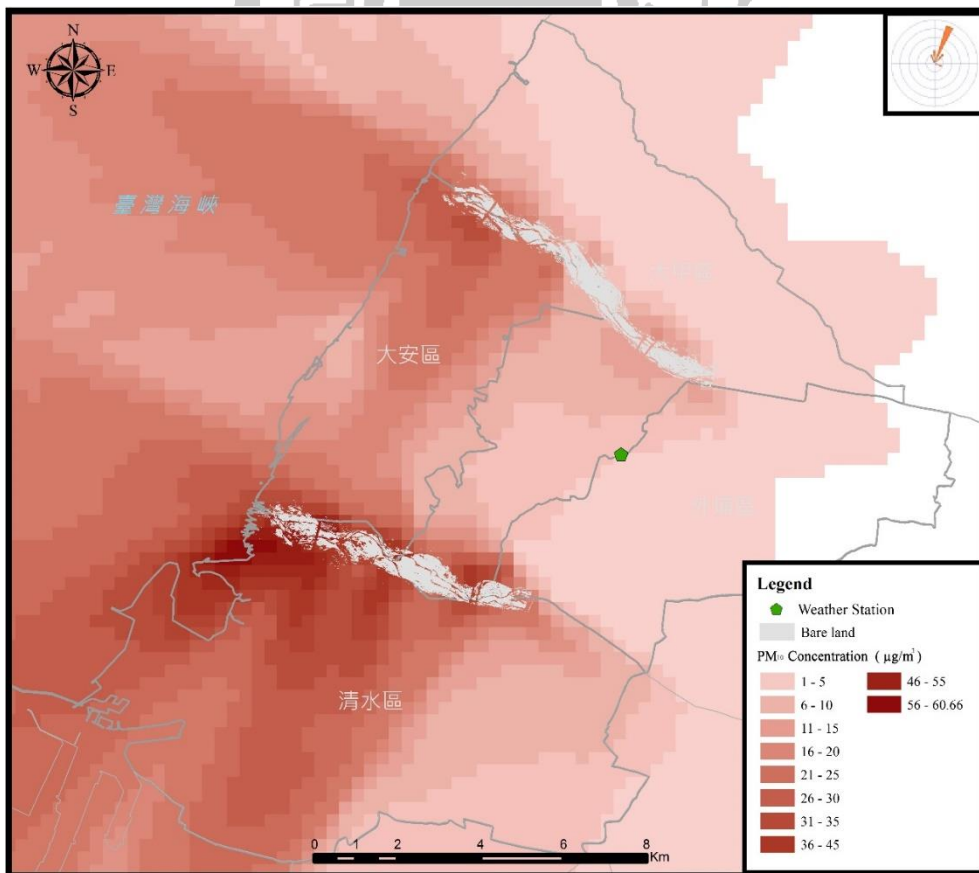 N
W E
S
臺灣海峽
大安區
清水區
0 1 2 4 6 8
Km
Legend
Weather Station
Bare land
PM₁₀ Concentration ( μg/m³ )
1 - 5
6 - 10
11 - 15
16 - 20
21 - 25
26 - 30
31 - 35
36 - 45
46 - 55
56 - 60.66